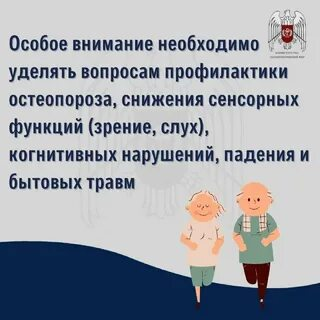 Особое внимание необходимо
уделять вопросам профилактики
остеопороза, снижения сенсорных
функций (зрение, слух),
когнитивных нарушений, падения и
бытовых травм